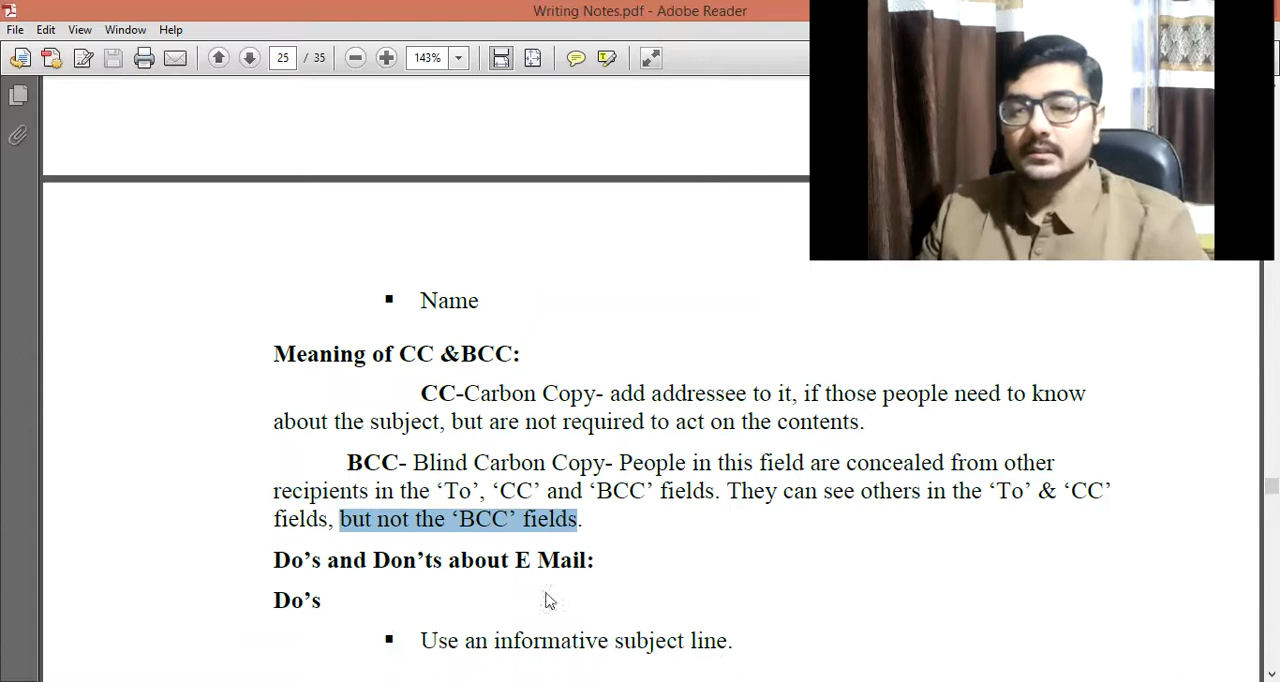 Writing Notes.pdf - Adobe Reader
File Edit View Window Help
25 / 35 143%
▪ Name
Meaning of CC &BCC:
CC-Carbon Copy- add addressee to it, if those people need to know
about the subject, but are not required to act on the contents.
BCC- Blind Carbon Copy- People in this field are concealed from other
recipients in the ‘To’, ‘CC’ and ‘BCC’ fields. They can see others in the ‘To’ & ‘CC’
fields, but not the ‘BCC’ fields.
Do’s and Don’ts about E Mail:
Do’s
▪ Use an informative subject line.